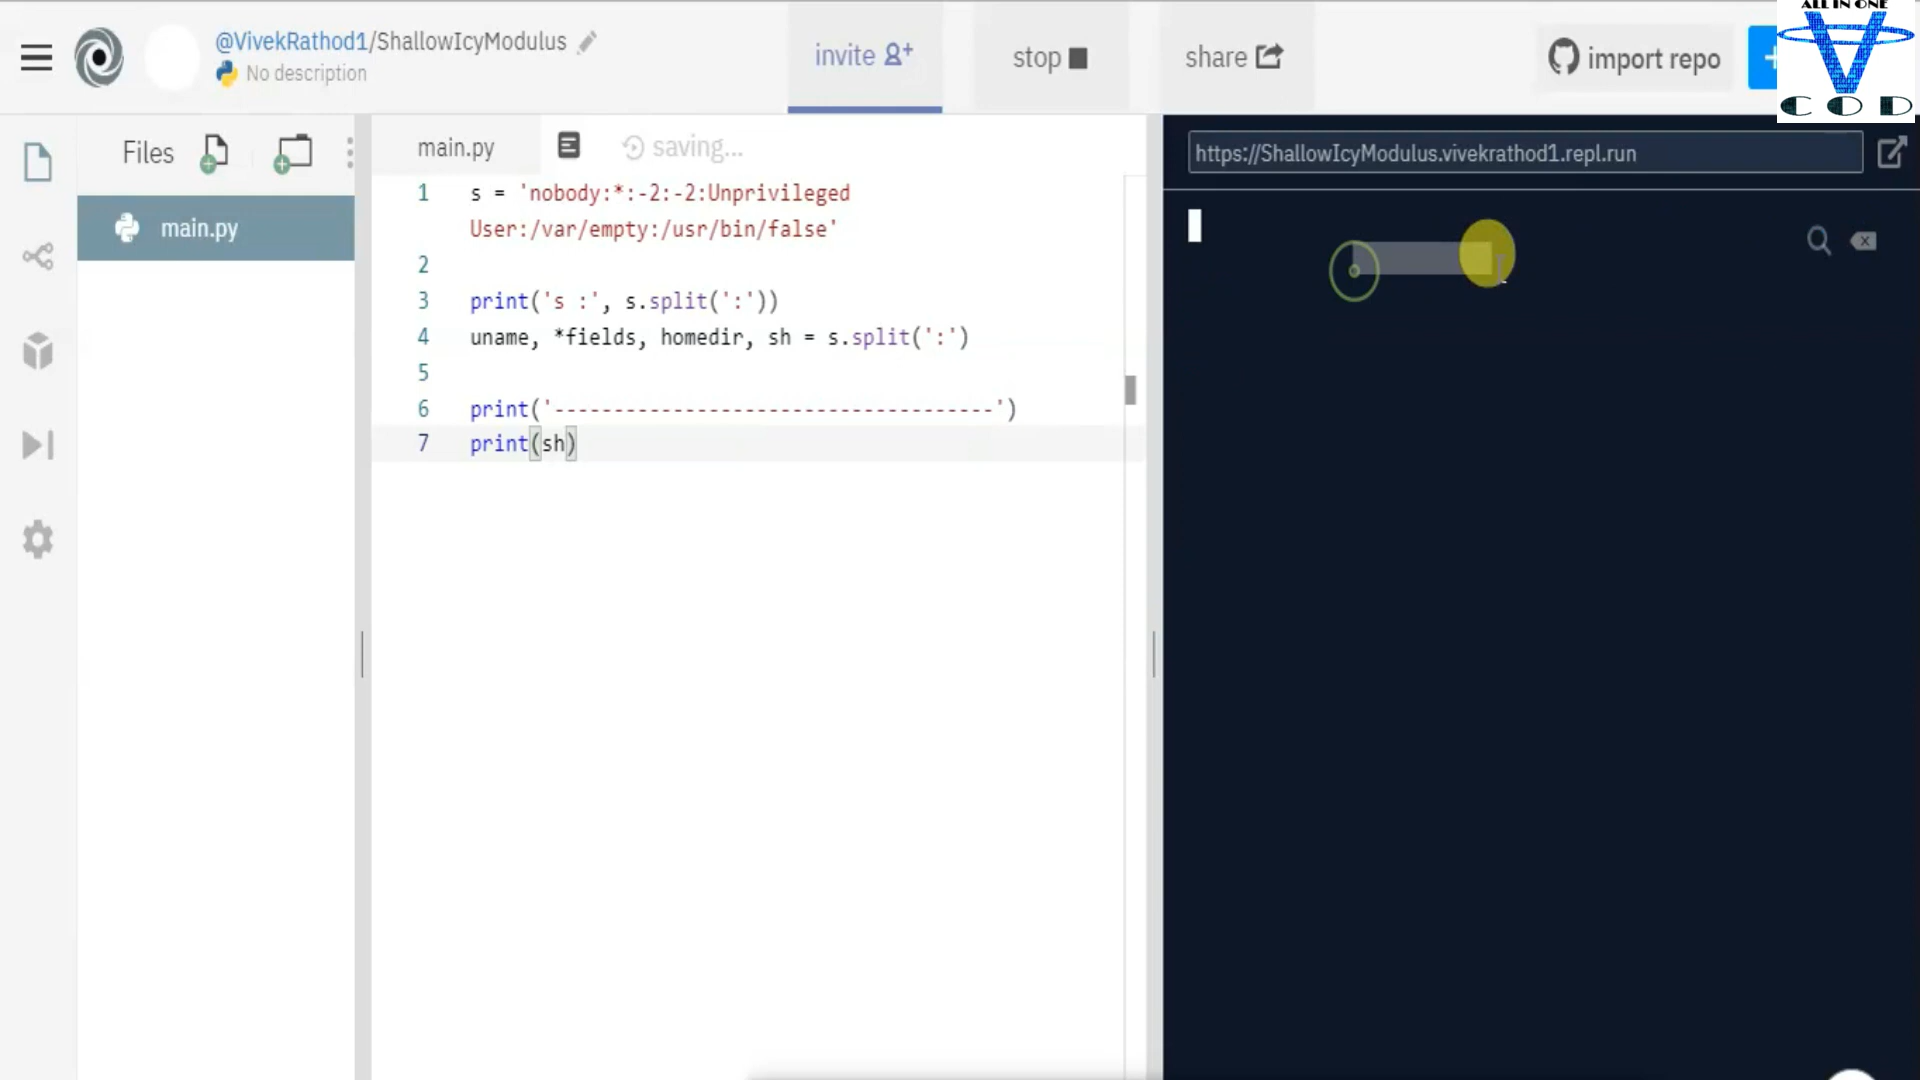 ALL IN ONE
COD
@VivekRathod1/ShallowIcyModulus
No description
invite
stop
share
import repo
Files
main.py
main.py
saving...
1 s = 'nobody:*:-2:-2:Unprivileged
User:/var/empty:/usr/bin/false'
2
3 print('s :', s.split(':'))
4 uname, *fields, homedir, sh = s.split(':')
5
6 print('-------------------------------------')
7 print(sh)
https://ShallowIcyModulus.vivekrathod1.repl.run